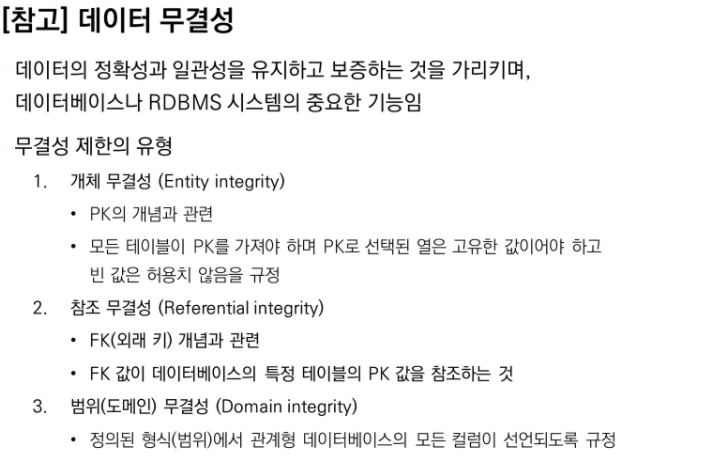 [참고] 데이터 무결성
데이터의 정확성과 일관성을 유지하고 보증하는 것을 가리키며,
데이터베이스나 RDBMS 시스템의 중요한 기능임
무결성 제한의 유형
1. 개체 무결성 (Entity integrity)
• PK의 개념과 관련
• 모든 테이블이 PK를 가져야 하며 PK로 선택된 열은 고유한 값이어야 하고
빈 값은 허용치 않음을 규정
2. 참조 무결성 (Referential integrity)
• FK(외래 키) 개념과 관련
• FK 값이 데이터베이스의 특정 테이블의 PK 값을 참조하는 것
3. 범위(도메인) 무결성 (Domain integrity)
• 정의된 형식(범위)에서 관계형 데이터베이스의 모든 컬럼이 선언되도록 규정